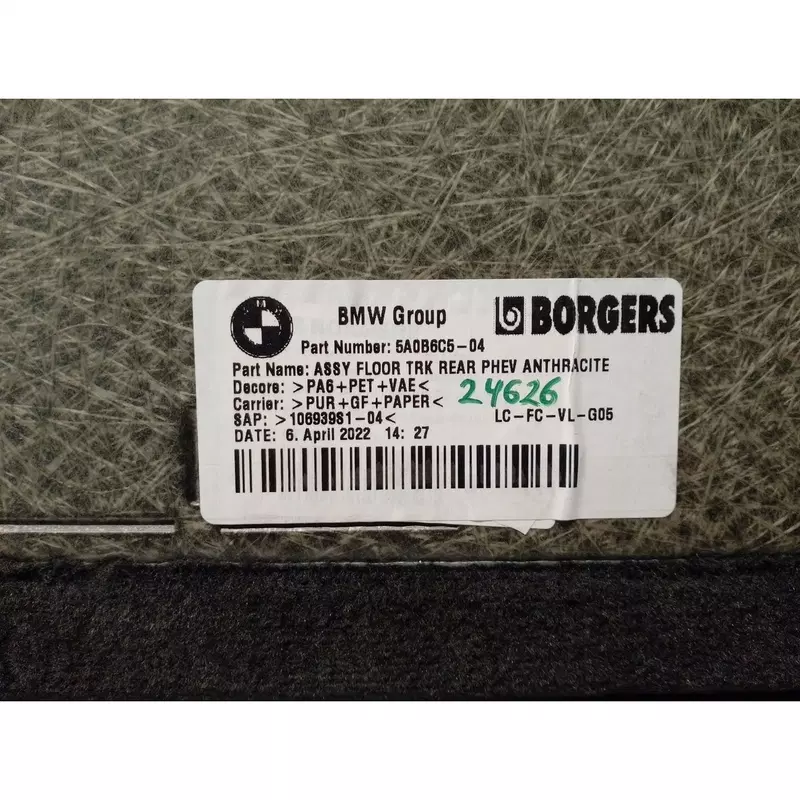 BMW Group
BORGERS
Part Number: 5A0B6C5-04
Part Name: ASSY FLOOR TRK REAR PHEV ANTHRACITE
Decore: >PA6+PET+VAE<
24626
Carrier: >PUR+GF+PAPER<
SAP: >10693981-04<
LC-FC-VL-G05
DATE: 6. April 2022 14: 27